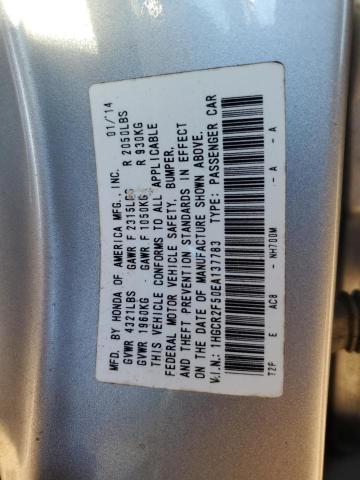 MFD. BY HONDA OF AMERICA MFG., INC. 01/14
GVWR 4321LBS GAWR F 2315LBS R 2050LBS
GVWR 1960KG GAWR F 1050KG R 930KG
THIS VEHICLE CONFORMS TO ALL APPLICABLE
FEDERAL MOTOR VEHICLE SAFETY, BUMPER,
AND THEFT PREVENTION STANDARDS IN EFFECT
ON THE DATE OF MANUFACTURE SHOWN ABOVE.
V.I.N.: 1HGCR2F50EA137783 TYPE: PASSENGER CAR
T2F E AC8 - NH700M - A - A